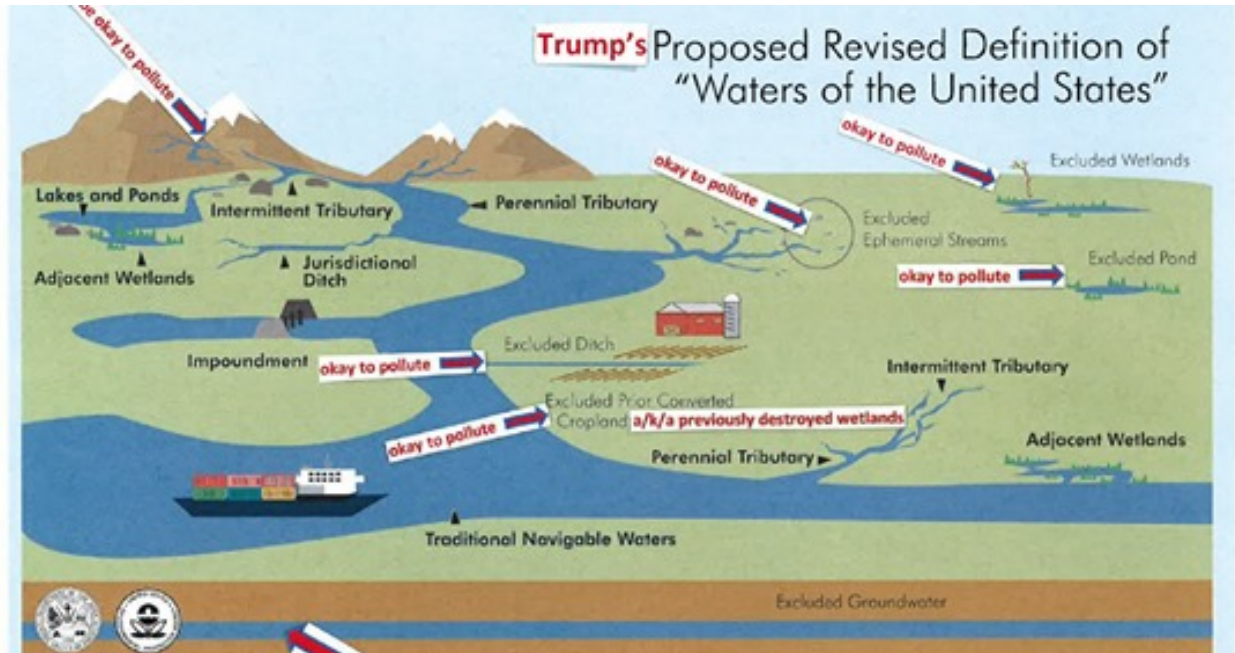 be okay to pollute
Trump's Proposed Revised Definition of
"Waters of the United States"
okay to pollute
Excluded Wetlands
okay to pollute
Lakes and Ponds
Intermittent Tributary
Perennial Tributary
Excluded
Ephemeral Streams
Adjacent Wetlands
Jurisdictional
Ditch
okay to pollute
Excluded Pond
Impoundment
okay to pollute
Excluded Ditch
Intermittent Tributary
Excluded Prior Converted
Cropland a/k/a previously destroyed wetlands
okay to pollute
Perennial Tributary
Adjacent Wetlands
Traditional Navigable Waters
Excluded Groundwater